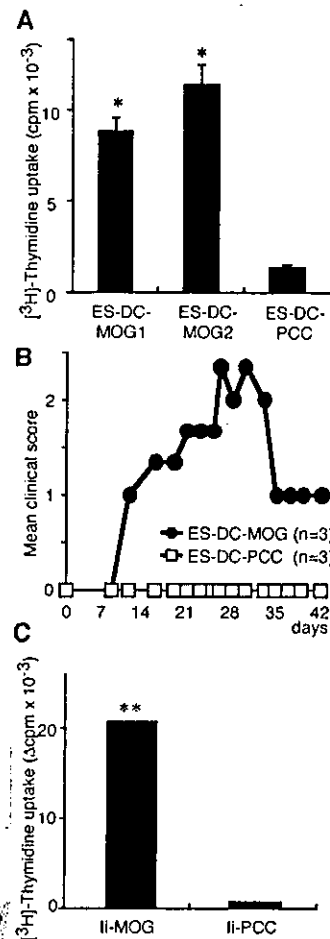 A
[³H]-Thymidine uptake (cpm x 10⁻³)
10
5
0
*
*
ES-DC-
MOG1
ES-DC-
MOG2
ES-DC-
PCC
B
Mean clinical score
2
1
0
ES-DC-MOG (n=3)
ES-DC-PCC (n=3)
0 7 14 21 28 35 42
days
C
[³H]-Thymidine uptake (Δcpm x 10⁻³)
20
10
0
**
Ii-MOG
Ii-PCC